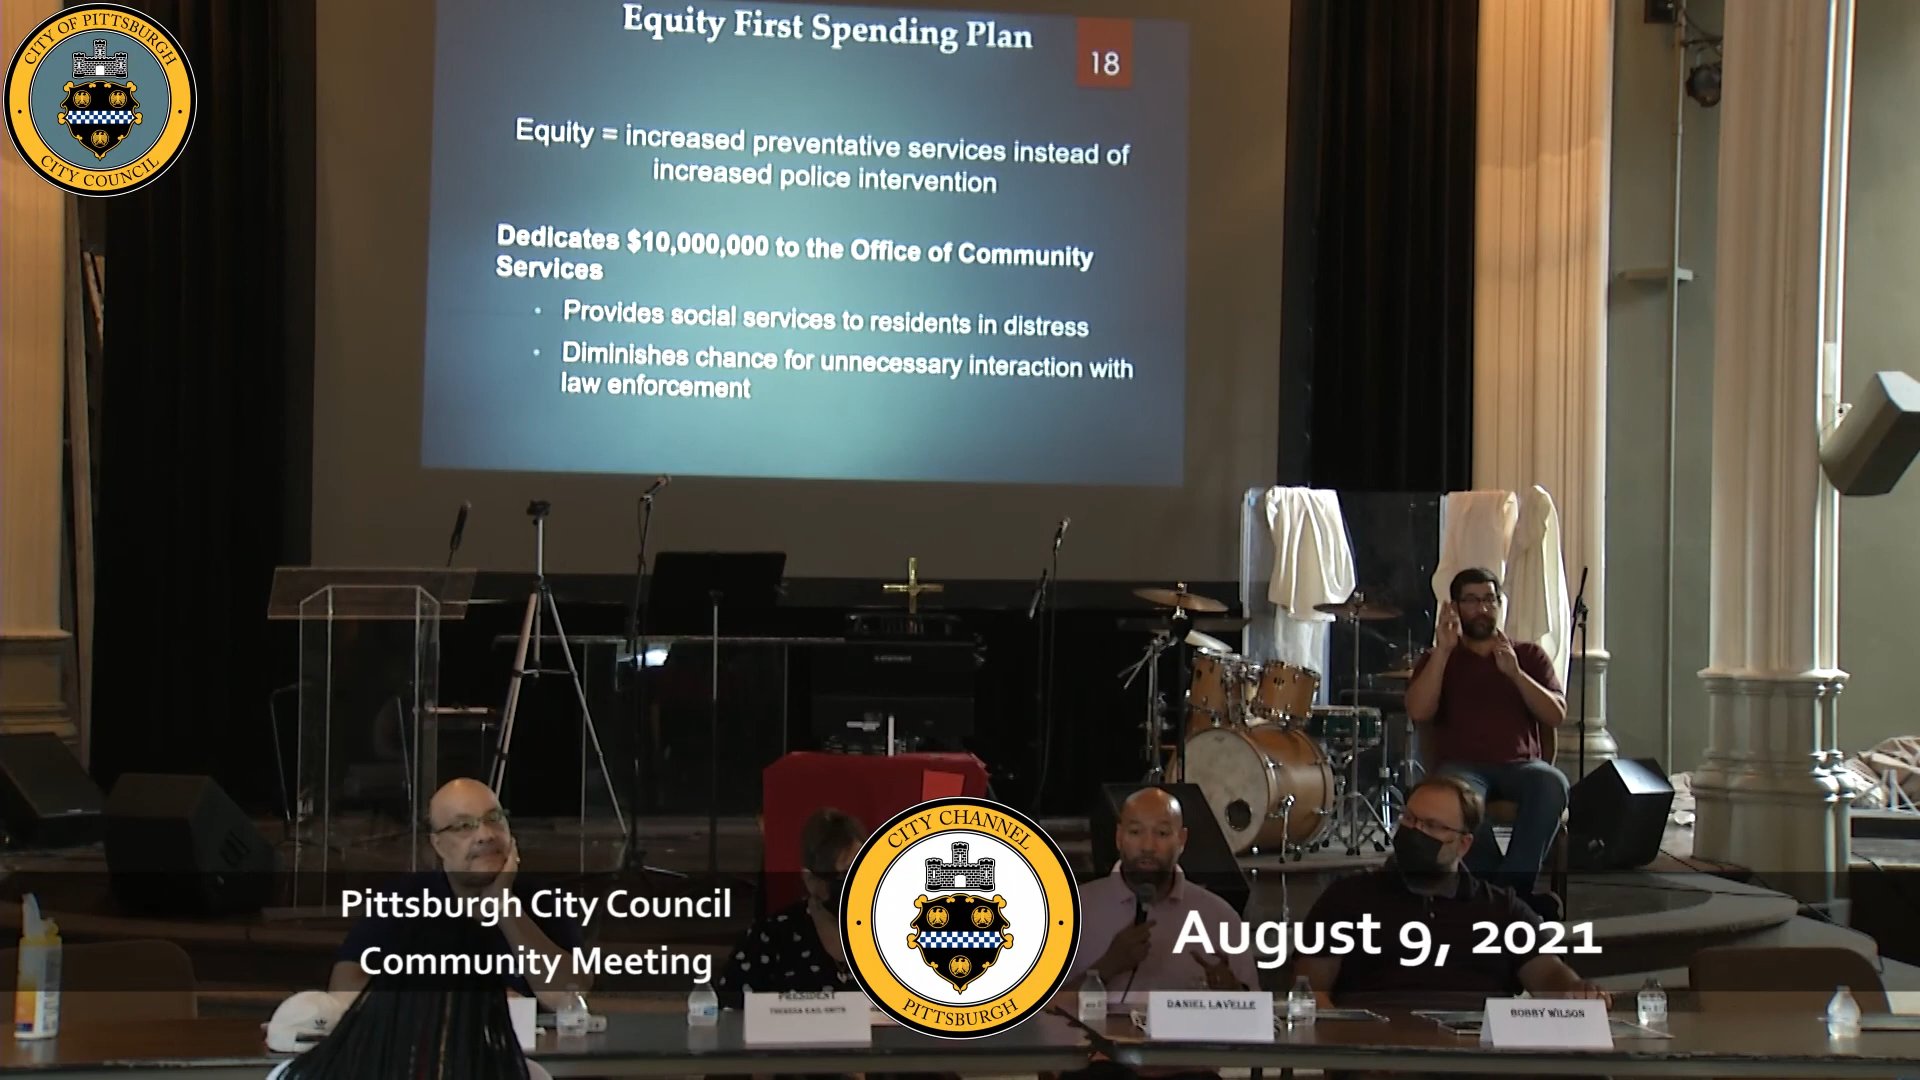 CITY OF PITTSBURGH
CITY COUNCIL
Equity First Spending Plan
18
Equity = increased preventative services instead of
increased police intervention
Dedicates $10,000,000 to the Office of Community
Services
• Provides social services to residents in distress
• Diminishes chance for unnecessary interaction with
law enforcement
Pittsburgh City Council
Community Meeting
CITY CHANNEL
PITTSBURGH
August 9, 2021
PRESIDENT
THERESA KAIL-SMITH
DANIEL LAVELLE
BOBBY WILSON